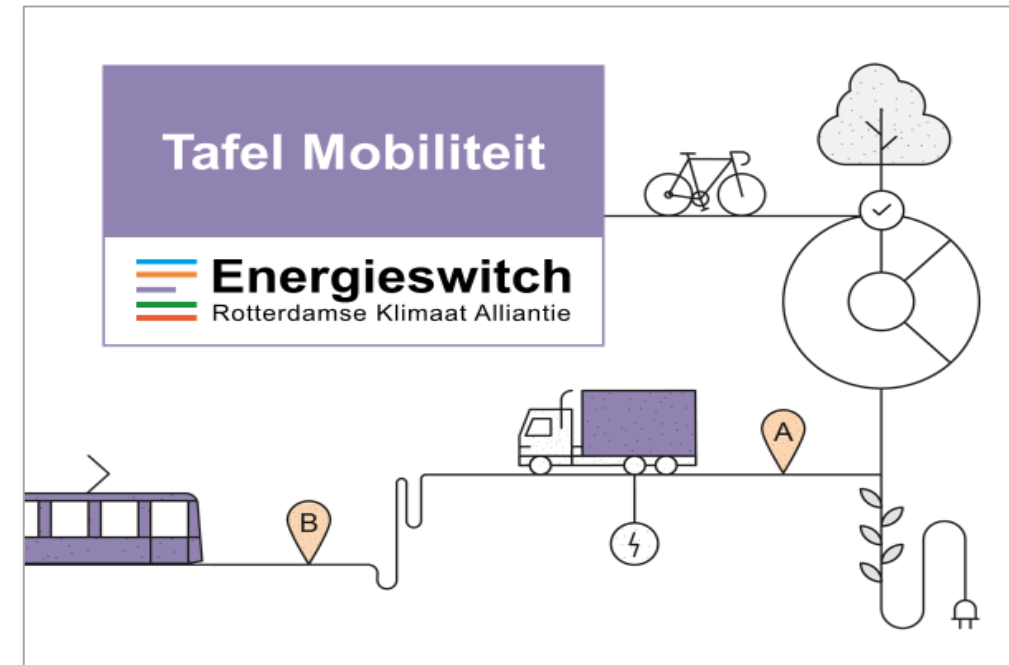 Tafel Mobiliteit
Energieswitch
Rotterdamse Klimaat Alliantie
A
B